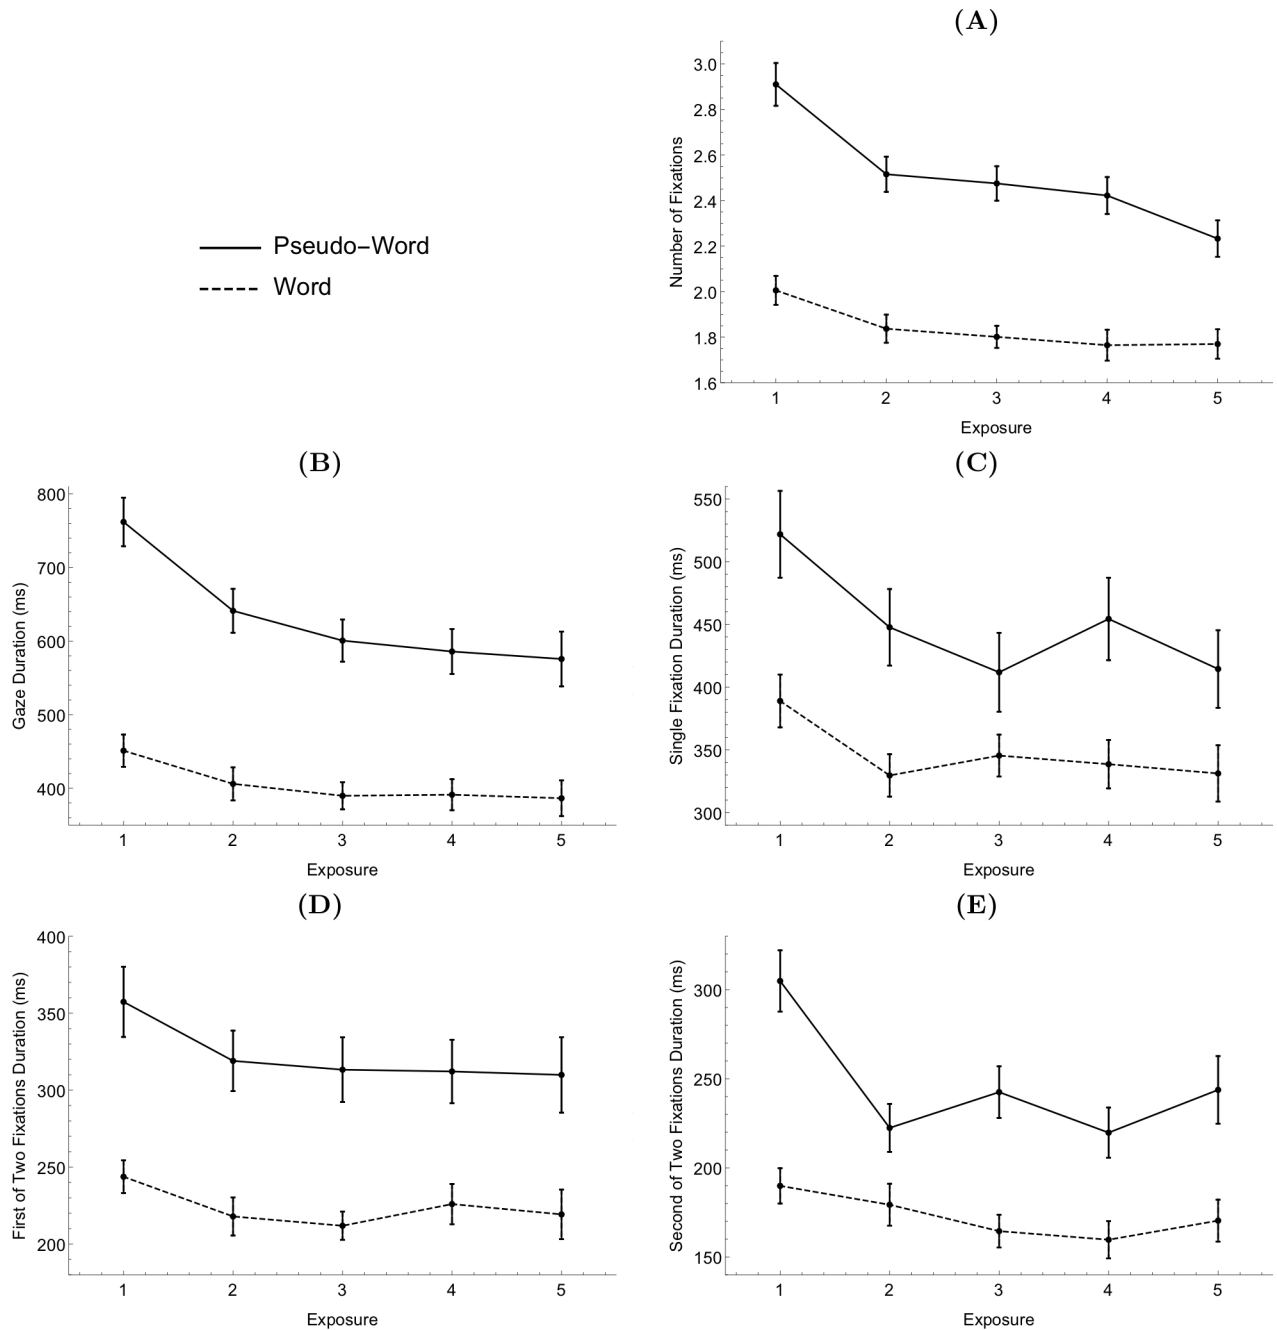 (A)
Number of Fixations
3.0
2.8
2.6
2.4
2.2
2.0
1.8
1.6
1 2 3 4 5
Exposure
Pseudo–Word
Word
(B)
Gaze Duration (ms)
800
700
600
500
400
1 2 3 4 5
Exposure
(C)
Single Fixation Duration (ms)
550
500
450
400
350
300
1 2 3 4 5
Exposure
(D)
First of Two Fixations Duration (ms)
400
350
300
250
200
1 2 3 4 5
Exposure
(E)
Second of Two Fixations Duration (ms)
300
250
200
150
1 2 3 4 5
Exposure